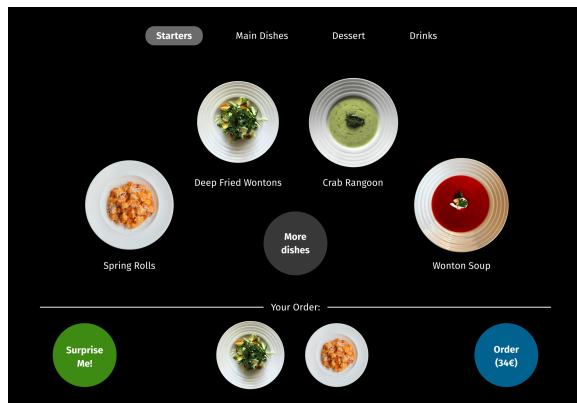 Starters
Main Dishes
Dessert
Drinks
Deep Fried Wontons
Crab Rangoon
More
dishes
Spring Rolls
Wonton Soup
Your Order:
Surprise
Me!
Order
(34€)